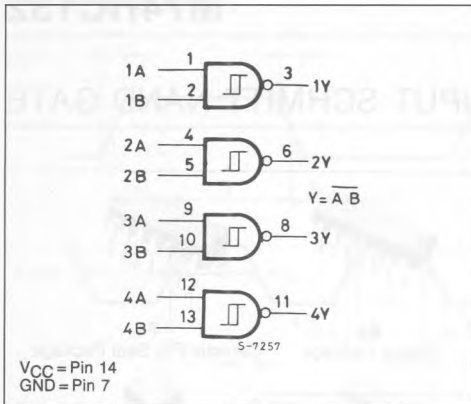 1A 1 3 1Y
1B 2
2A 4 6 2Y
2B 5
Y = A B
3A 9 8 3Y
3B 10
4A 12 11 4Y
4B 13
S-7257
VCC = Pin 14
GND = Pin 7